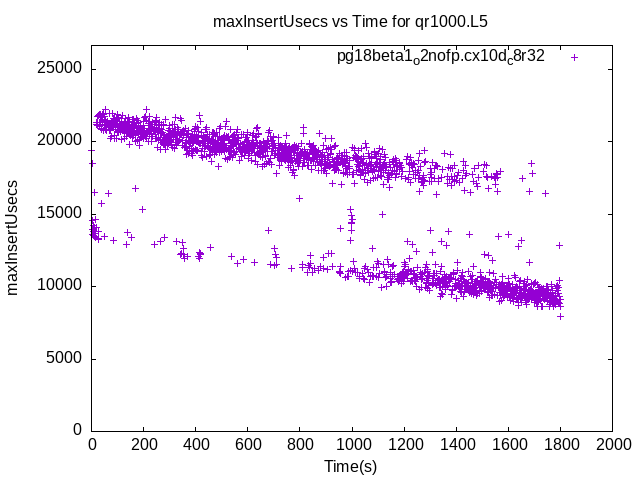 maxInsertUsecs vs Time for qr1000.L5
pg18beta1o2nofp.cx10dc8r32
25000
20000
15000
10000
5000
0
maxInsertUsecs
0 200 400 600 800 1000 1200 1400 1600 1800 2000
Time(s)